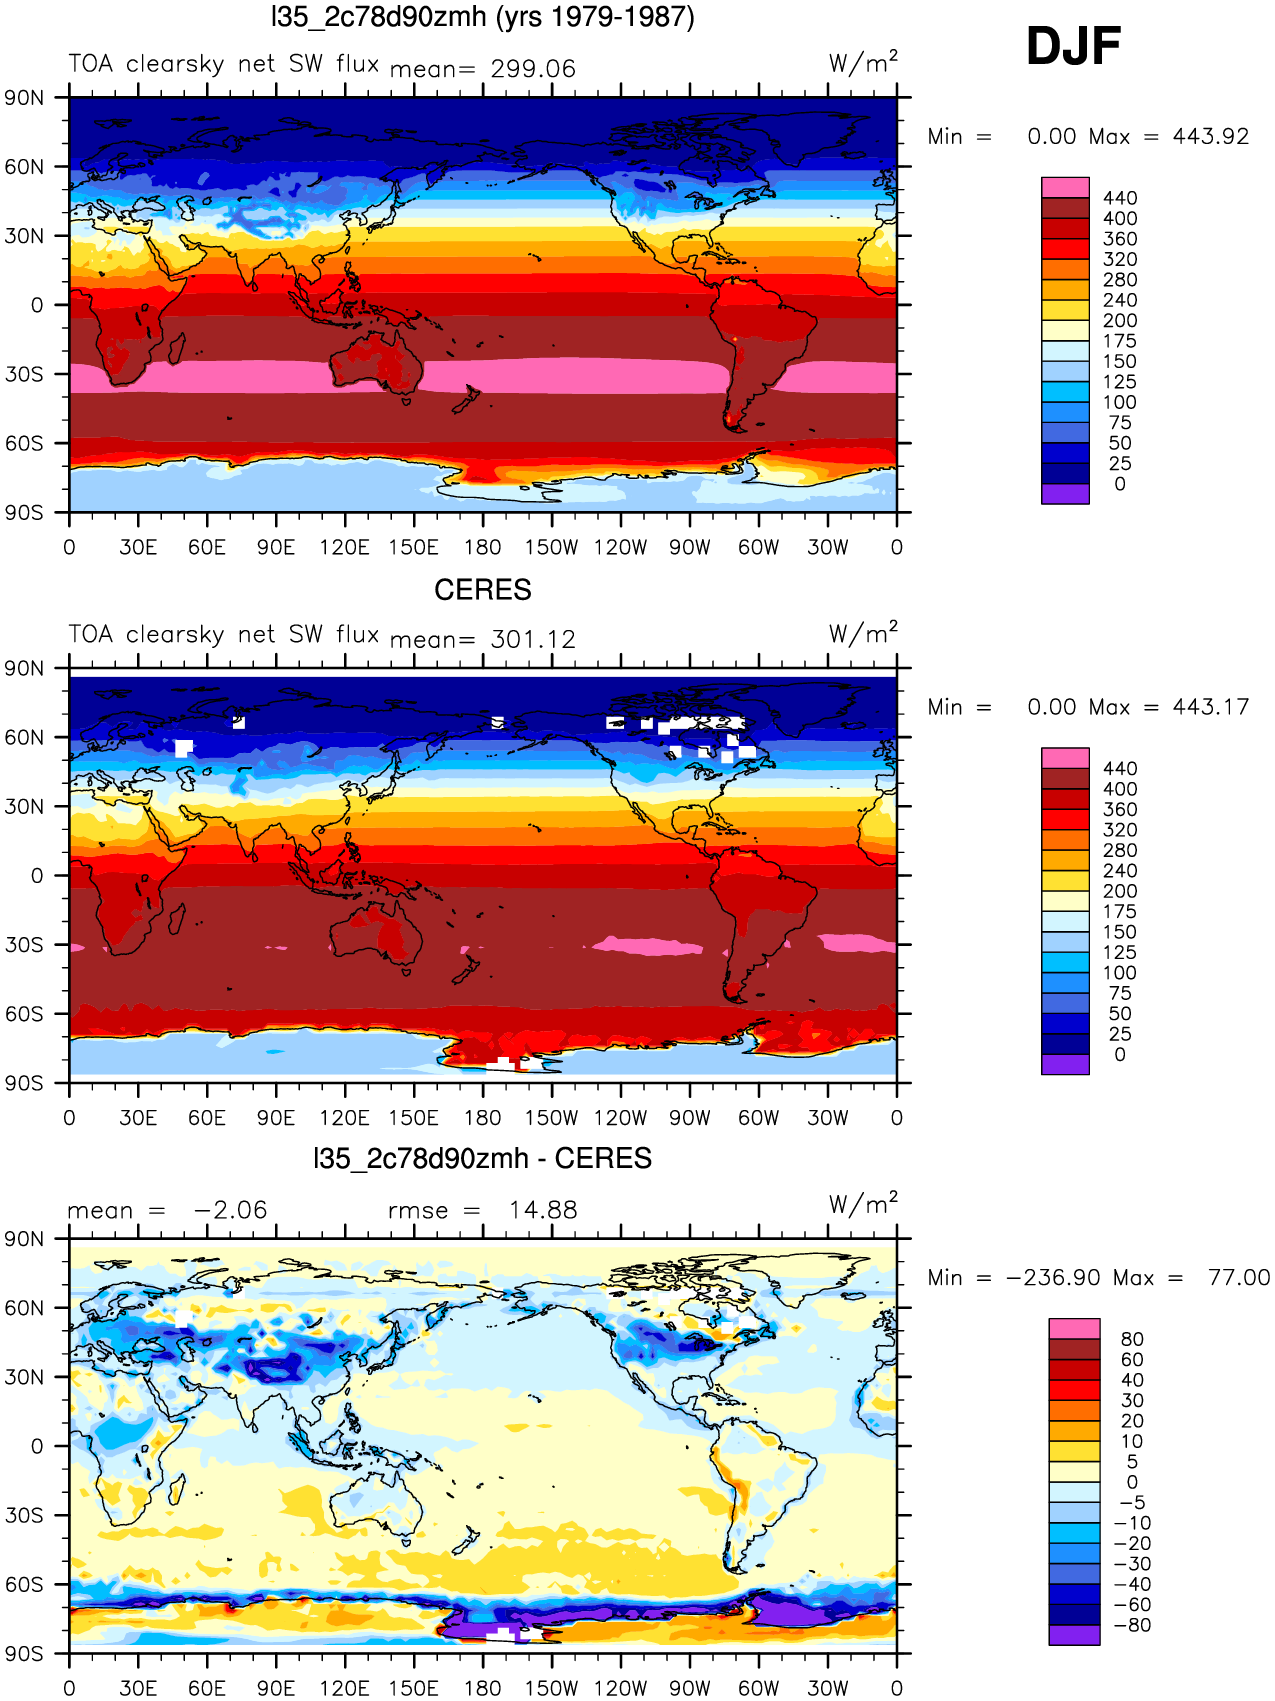 l35_2c78d90zmh (yrs 1979-1987)
DJF
TOA clearsky net SW flux mean= 299.06 W/m²
Min = 0.00 Max = 443.92
90N
60N
30N
0
30S
60S
90S
0 30E 60E 90E 120E 150E 180 150W 120W 90W 60W 30W 0
440
400
360
320
280
240
200
175
150
125
100
75
50
25
0
CERES
TOA clearsky net SW flux mean= 301.12 W/m²
Min = 0.00 Max = 443.17
90N
60N
30N
0
30S
60S
90S
0 30E 60E 90E 120E 150E 180 150W 120W 90W 60W 30W 0
440
400
360
320
280
240
200
175
150
125
100
75
50
25
0
l35_2c78d90zmh - CERES
mean = −2.06 rmse = 14.88 W/m²
Min = −236.90 Max = 77.00
90N
60N
30N
0
30S
60S
90S
0 30E 60E 90E 120E 150E 180 150W 120W 90W 60W 30W 0
80
60
40
30
20
10
5
0
−5
−10
−20
−30
−40
−60
−80